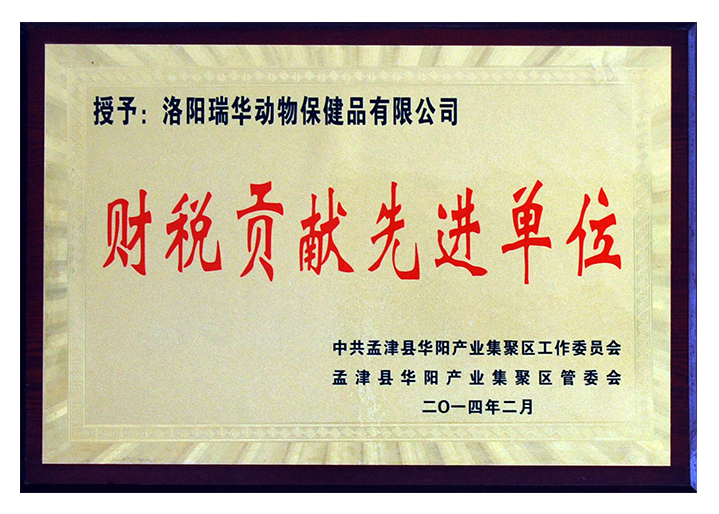 授予：洛阳瑞华动物保健品有限公司
财税贡献先进单位
中共孟津县华阳产业集聚区工作委员会
孟津县华阳产业集聚区管委会
二〇一四年二月